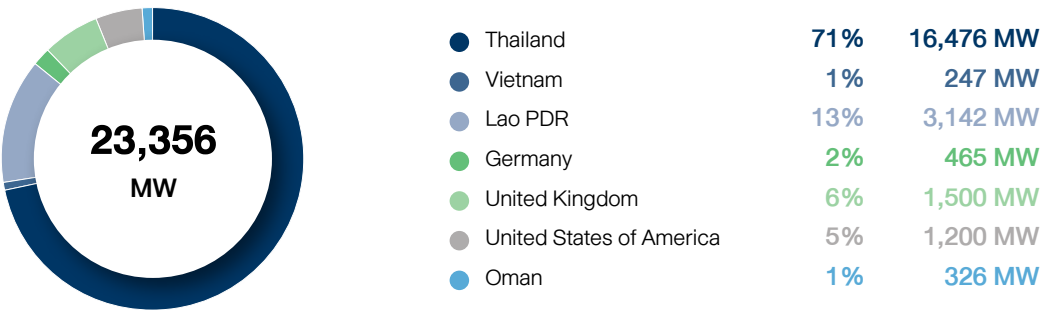 23,356
MW
Thailand 71% 16,476 MW
Vietnam 1% 247 MW
Lao PDR 13% 3,142 MW
Germany 2% 465 MW
United Kingdom 6% 1,500 MW
United States of America 5% 1,200 MW
Oman 1% 326 MW